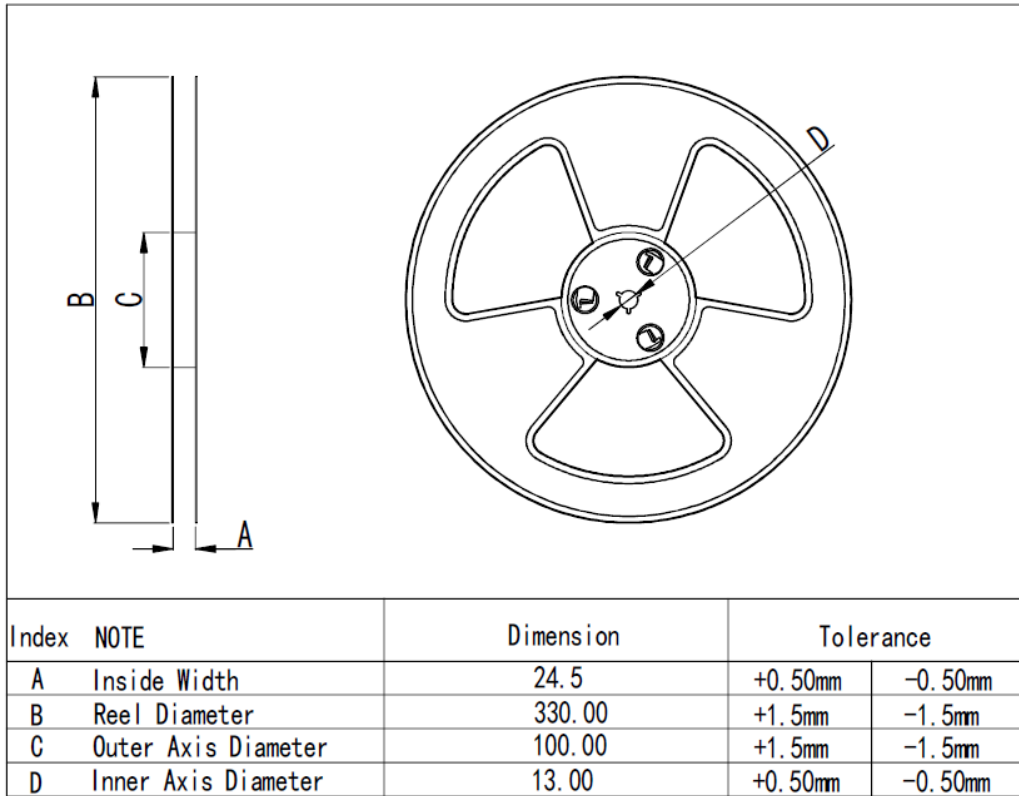 D
B
C
A
Index NOTE Dimension Tolerance
A Inside Width 24.5 +0.50mm -0.50mm
B Reel Diameter 330.00 +1.5mm -1.5mm
C Outer Axis Diameter 100.00 +1.5mm -1.5mm
D Inner Axis Diameter 13.00 +0.50mm -0.50mm